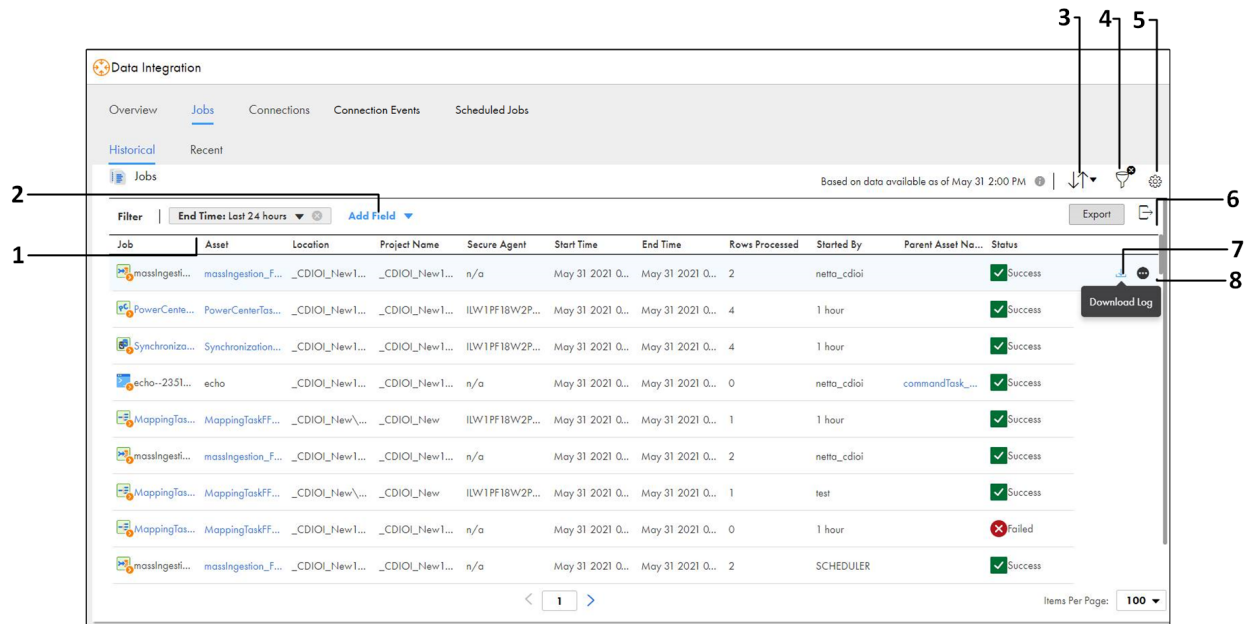 3 4 5
Data Integration
Overview Jobs Connections Connection Events Scheduled Jobs
Historical Recent
Jobs Based on data available as of May 31 2:00 PM
2
Filter End Time: Last 24 hours Add Field Export
6
1
Job Asset Location Project Name Secure Agent Start Time End Time Rows Processed Started By Parent Asset Na... Status
7
massIngesti... massIngestion_F... _CDIOI_New1... _CDIOI_New1... n/a May 31 2021 0... May 31 2021 0... 2 netta_cdioi Success
8
Download Log
PowerCente... PowerCenterTas... _CDIOI_New1... _CDIOI_New1... ILW1PF18W2P... May 31 2021 0... May 31 2021 0... 4 1 hour Success
Synchroniza... Synchronization... _CDIOI_New1... _CDIOI_New1... ILW1PF18W2P... May 31 2021 0... May 31 2021 0... 4 1 hour Success
echo--2351... echo _CDIOI_New1... _CDIOI_New1... n/a May 31 2021 0... May 31 2021 0... 0 netta_cdioi commandTask_... Success
MappingTas... MappingTaskFF... _CDIOI_New\... _CDIOI_New ILW1PF18W2P... May 31 2021 0... May 31 2021 0... 1 1 hour Success
massIngesti... massIngestion_F... _CDIOI_New1... _CDIOI_New1... n/a May 31 2021 0... May 31 2021 0... 2 netta_cdioi Success
MappingTas... MappingTaskFF... _CDIOI_New\... _CDIOI_New ILW1PF18W2P... May 31 2021 0... May 31 2021 0... 1 test Success
MappingTas... MappingTaskFF... _CDIOI_New1... _CDIOI_New1... n/a May 31 2021 0... May 31 2021 0... 0 1 hour Failed
massIngesti... massIngestion_F... _CDIOI_New1... _CDIOI_New1... n/a May 31 2021 0... May 31 2021 0... 2 SCHEDULER Success
< 1 > Items Per Page: 100